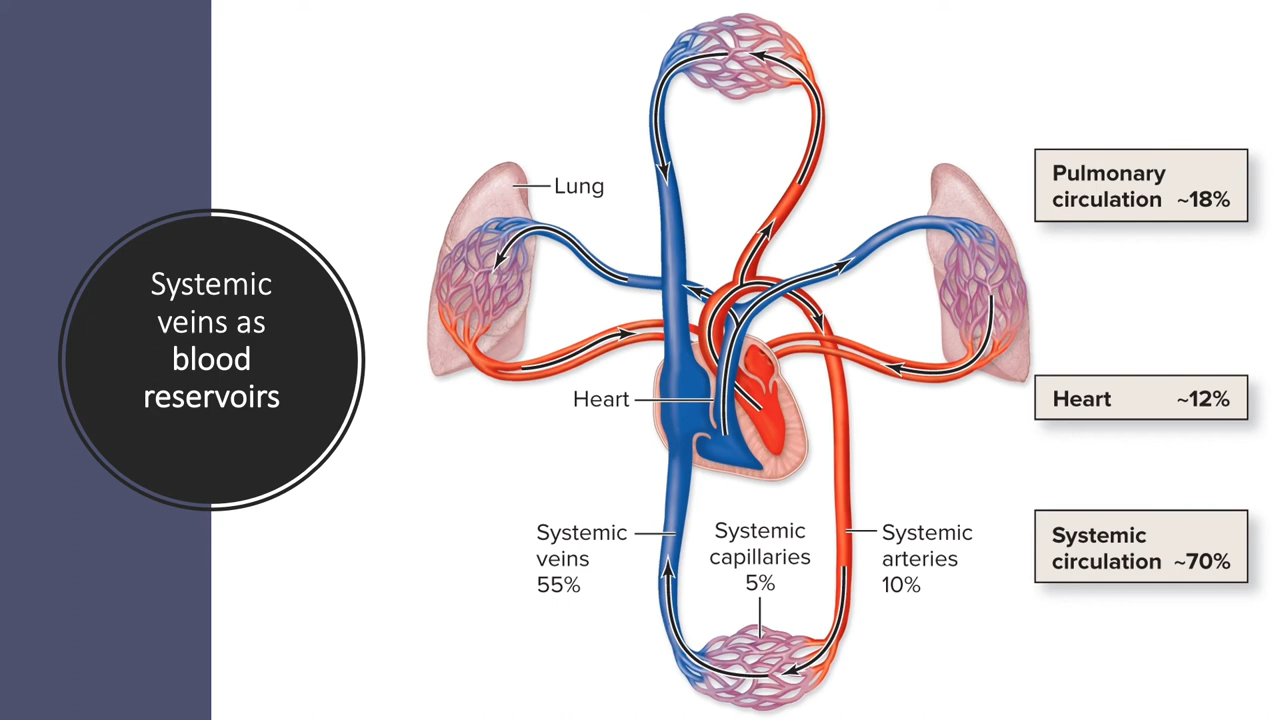 Systemic
veins as
blood
reservoirs
Lung
Heart
Systemic
veins
55%
Systemic
capillaries
5%
Systemic
arteries
10%
Pulmonary
circulation ~18%
Heart ~12%
Systemic
circulation ~70%